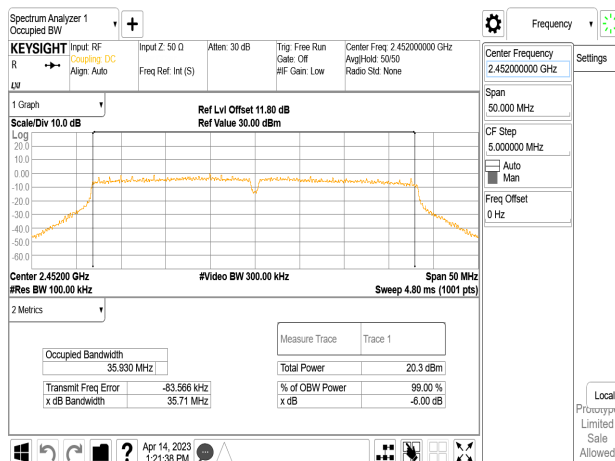 Spectrum Analyzer 1
Occupied BW
Frequency
KEYSIGHT
R
LXI
Input: RF
Coupling: DC
Align: Auto
Input Z: 50 Ω
Freq Ref: Int (S)
Atten: 30 dB
Trig: Free Run
Gate: Off
#IF Gain: Low
Center Freq: 2.452000000 GHz
Avg|Hold: 50/50
Radio Std: None
Center Frequency
2.452000000 GHz
Settings
Span
50.000 MHz
CF Step
5.000000 MHz
Auto
Man
Freq Offset
0 Hz
1 Graph
Ref Lvl Offset 11.80 dB
Scale/Div 10.0 dB
Ref Value 30.00 dBm
Log
20.0
10.0
0.00
-10.0
-20.0
-30.0
-40.0
-50.0
-60.0
Center 2.45200 GHz
#Video BW 300.00 kHz
Span 50 MHz
#Res BW 100.00 kHz
Sweep 4.80 ms (1001 pts)
2 Metrics
Measure Trace Trace 1
Occupied Bandwidth
35.930 MHz
Total Power 20.3 dBm
Transmit Freq Error -83.566 kHz
% of OBW Power 99.00 %
x dB Bandwidth 35.71 MHz
x dB -6.00 dB
Local
Prototype
Limited
Sale
Allowed
?
Apr 14, 2023
1:21:38 PM